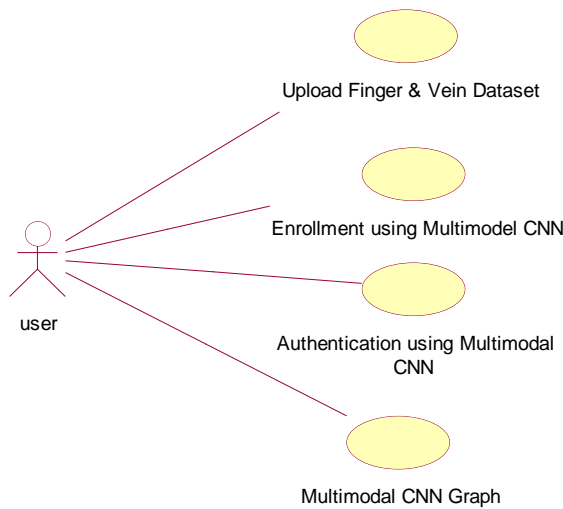 Upload Finger & Vein Dataset
Enrollment using Multimodel CNN
user
Authentication using Multimodal
CNN
Multimodal CNN Graph